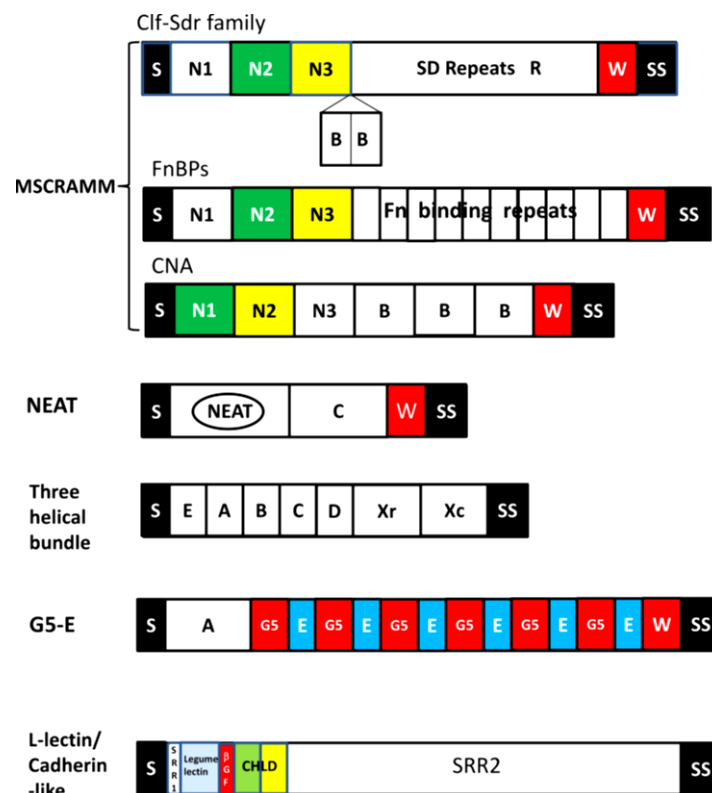 Clf-Sdr family
S N1 N2 N3 SD Repeats R W SS
B B
FnBPs
MSCRAMM
S N1 N2 N3 Fn binding repeats W SS
CNA
S N1 N2 N3 B B B W SS
NEAT
S NEAT C W SS
Three
helical
bundle
S E A B C D Xr Xc SS
G5-E
S A G5 E G5 E G5 E G5 E G5 E G5 E W SS
L-lectin/
Cadherin
-like
S SRR1 Legume lectin βGF CHLD SRR2 SS